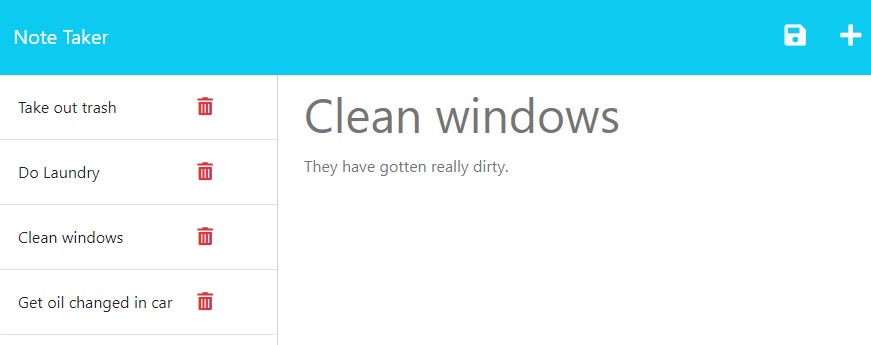 Note Taker
Take out trash
Do Laundry
Clean windows
Get oil changed in car
Clean windows
They have gotten really dirty.